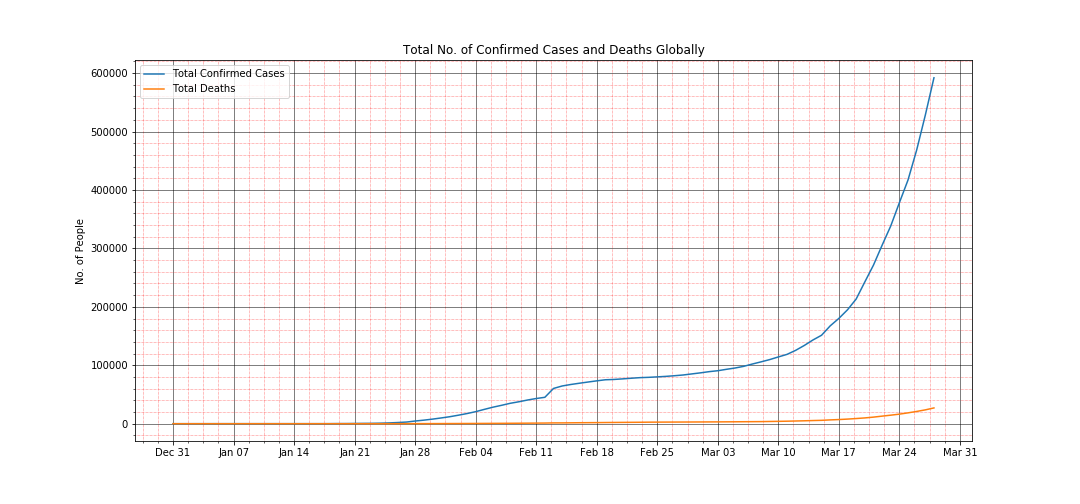 Total No. of Confirmed Cases and Deaths Globally
Total Confirmed Cases
Total Deaths
No. of People
600000
500000
400000
300000
200000
100000
0
Dec 31 Jan 07 Jan 14 Jan 21 Jan 28 Feb 04 Feb 11 Feb 18 Feb 25 Mar 03 Mar 10 Mar 17 Mar 24 Mar 31